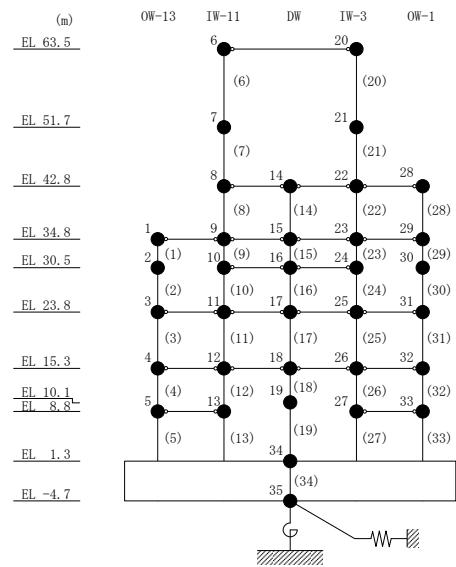 (m) OW-13 IW-11 DW IW-3 OW-1
EL 63.5 6 20
(6) (20)
EL 51.7 7 21
(7) (21)
EL 42.8 8 14 22 28
(8) (14) (22) (28)
EL 34.8 1 9 15 23 29
(1) (9) (15) (23) (29)
EL 30.5 2 10 16 24 30
(2) (10) (16) (24) (30)
EL 23.8 3 11 17 25 31
(3) (11) (17) (25) (31)
EL 15.3 4 12 18 26 32
(4) (12) (18) (26) (32)
EL 10.1 19
EL 8.8 5 13 27 33
(5) (13) (19) (27) (33)
EL 1.3 34
(34)
EL -4.7 35